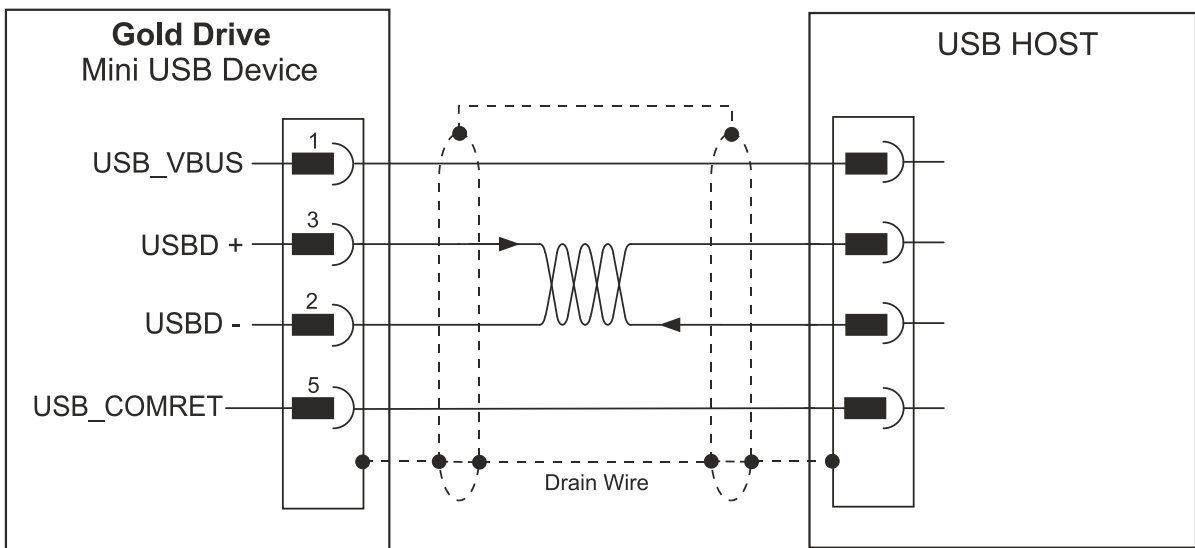 Gold Drive
Mini USB Device
USB HOST
1
USB_VBUS
3
USBD +
2
USBD -
5
USB_COMRET
Drain Wire